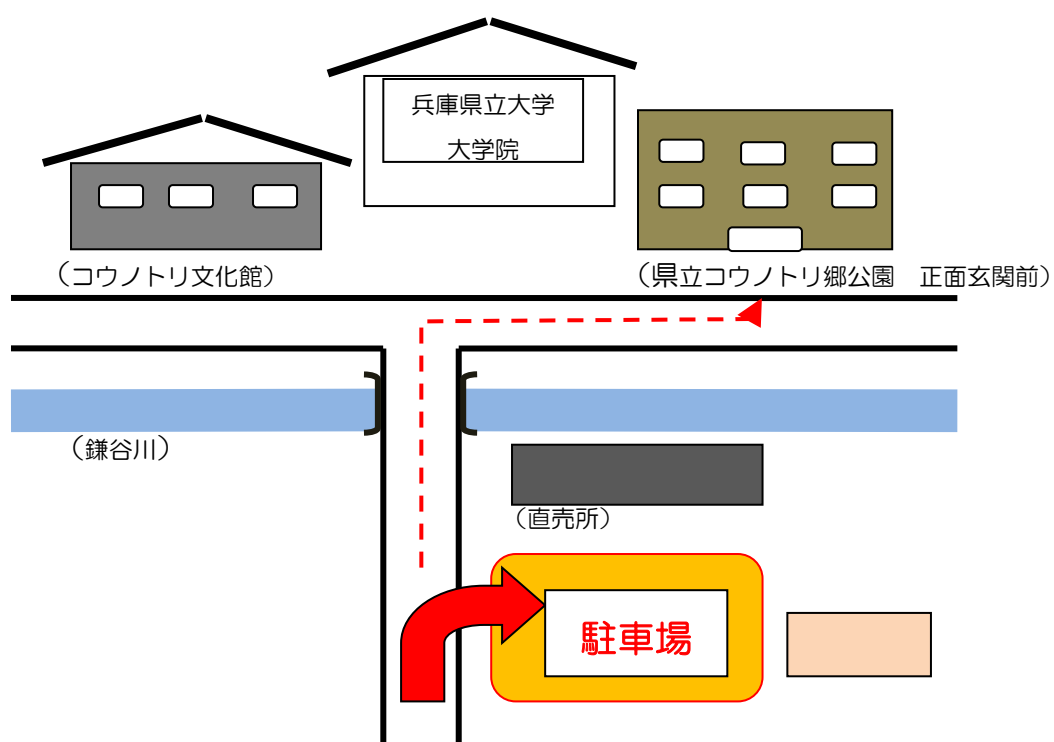 兵庫県立大学
大学院
（コウノトリ文化館）
（県立コウノトリ郷公園　正面玄関前）
（鎌谷川）
（直売所）
駐車場